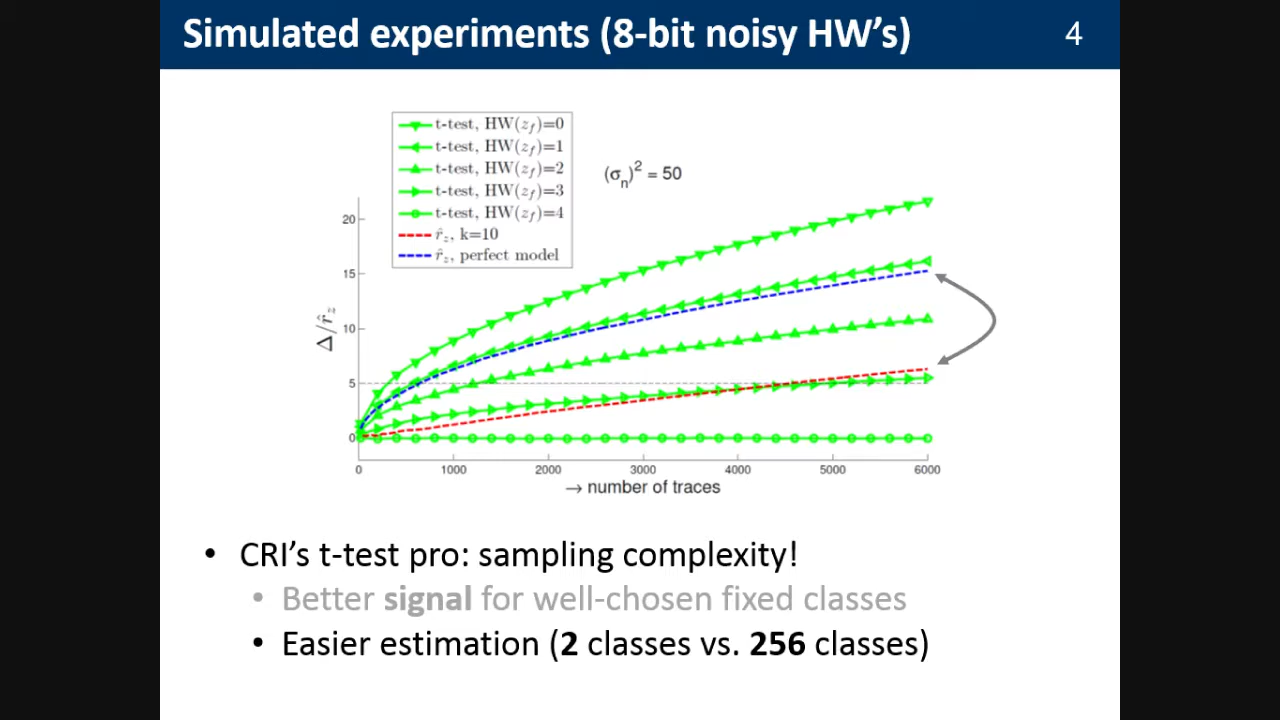 Simulated experiments (8-bit noisy HW's) 4
t-test, HW(z_f)=0
t-test, HW(z_f)=1
t-test, HW(z_f)=2
t-test, HW(z_f)=3
t-test, HW(z_f)=4
r̂_z, k=10
r̂_z, perfect model
(σ_n)² = 50
Δ/r̂_z
20
15
10
5
0
0 1000 2000 3000 4000 5000 6000
→ number of traces
• CRI's t-test pro: sampling complexity!
• Better signal for well-chosen fixed classes
• Easier estimation (2 classes vs. 256 classes)